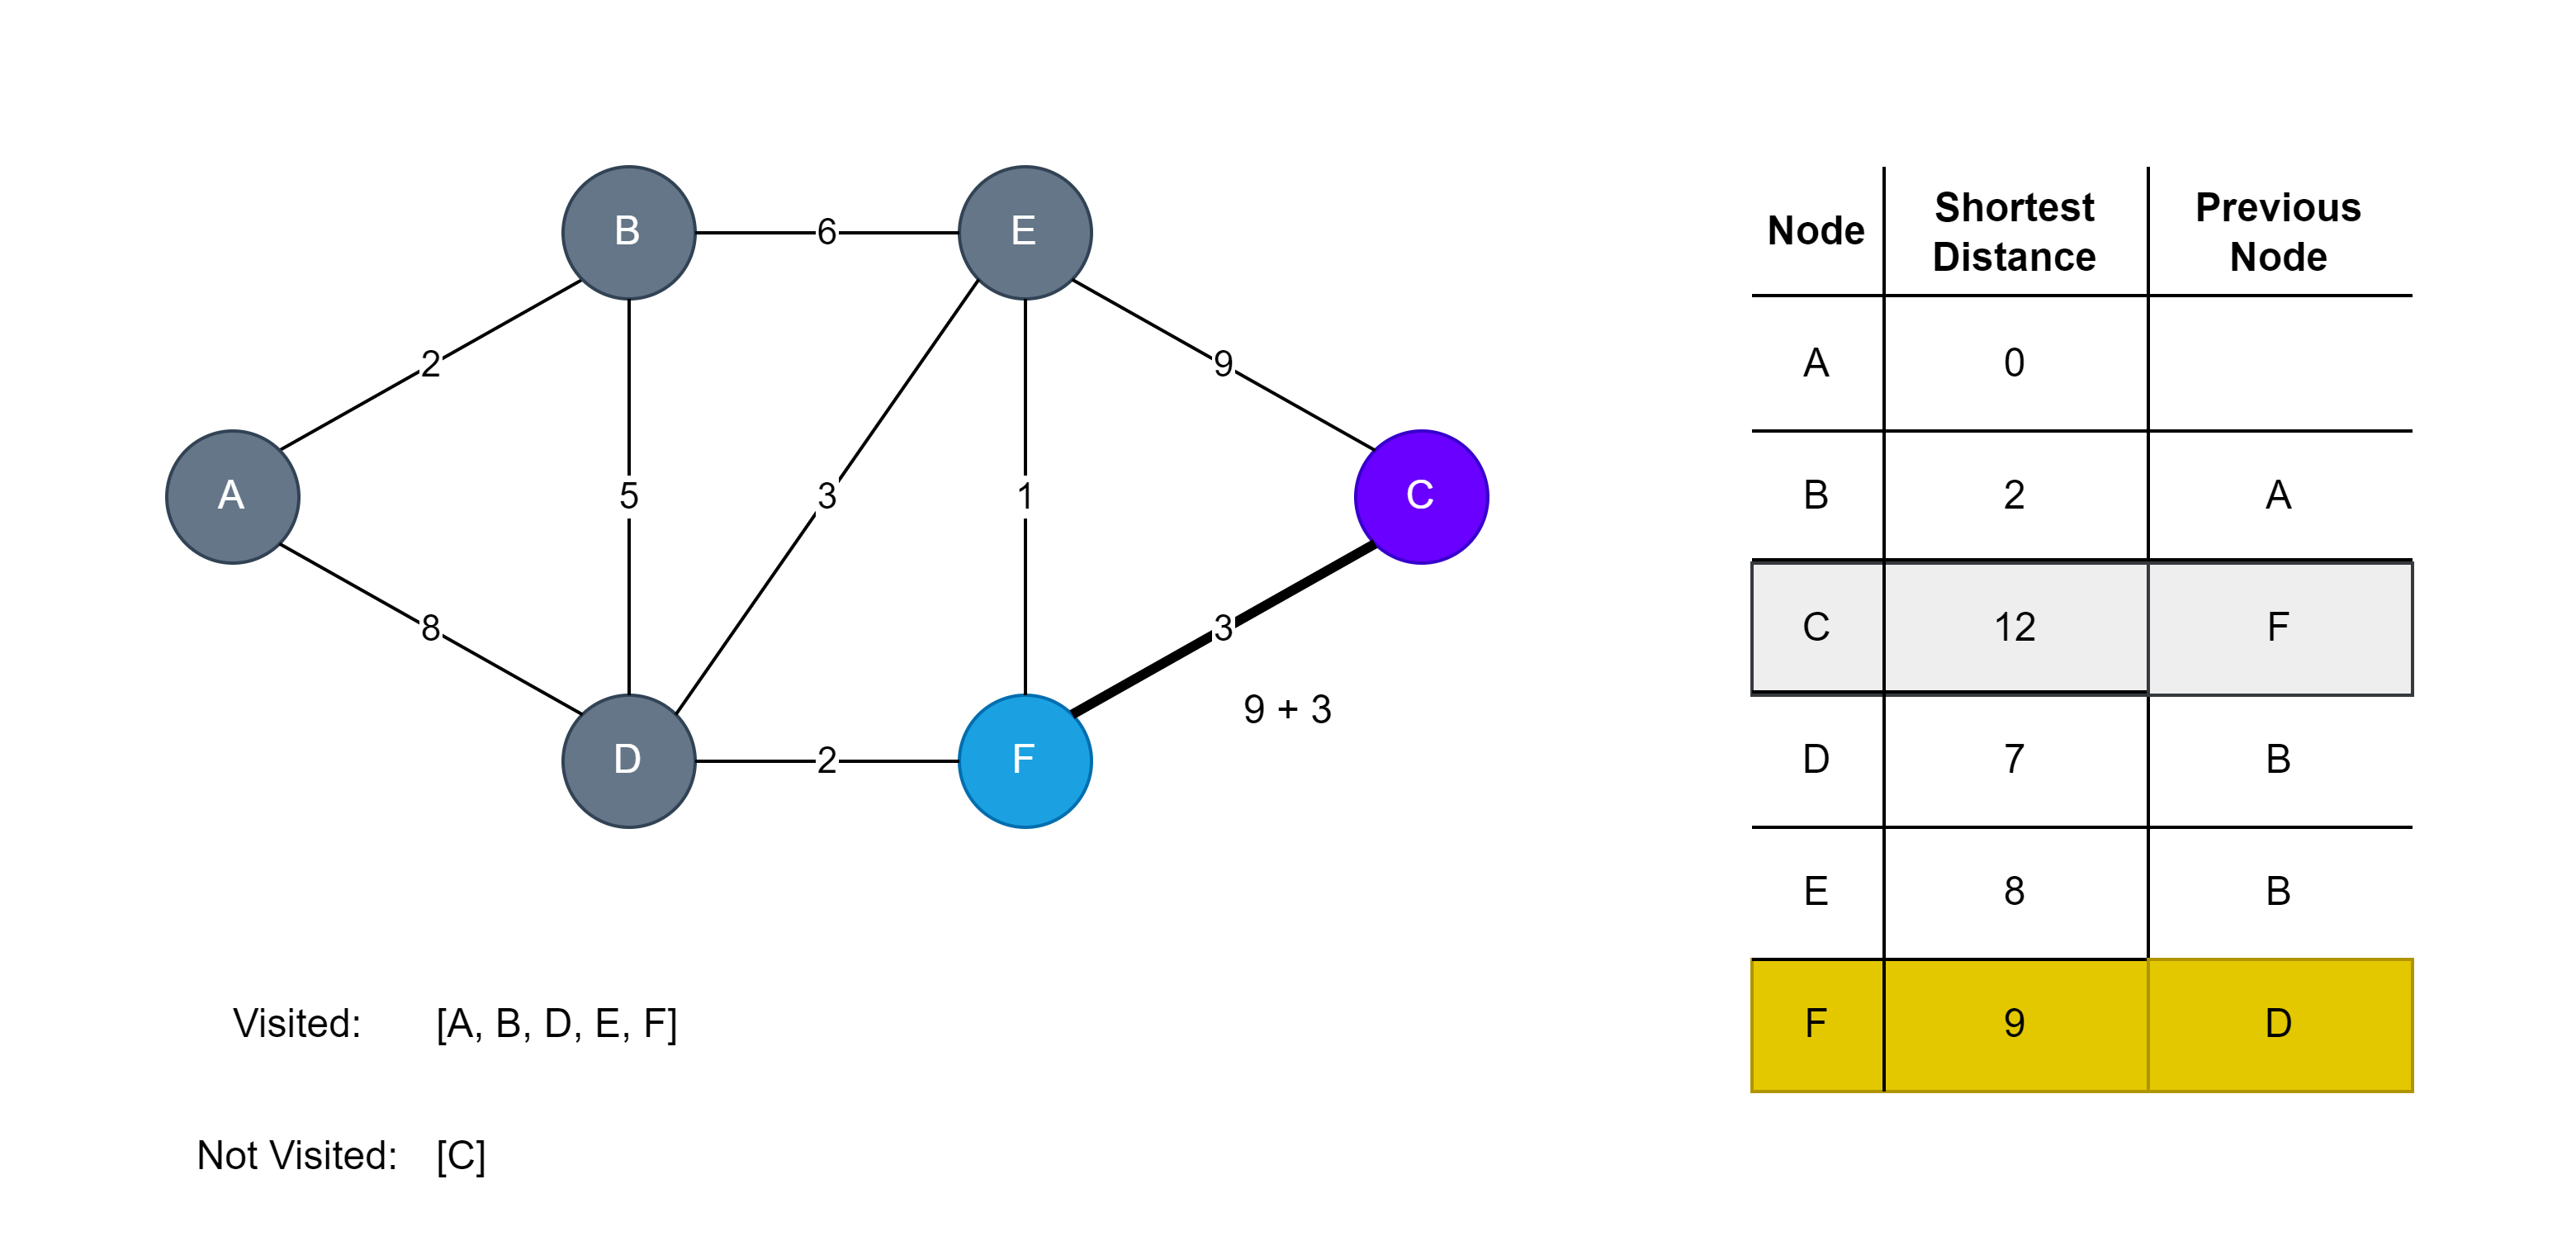 B 6 E
2 9
A 5 3 1 C
8 3
9 + 3
D 2 F
Visited: [A, B, D, E, F]
Not Visited: [C]
Node Shortest Distance Previous Node
A 0
B 2 A
C 12 F
D 7 B
E 8 B
F 9 D